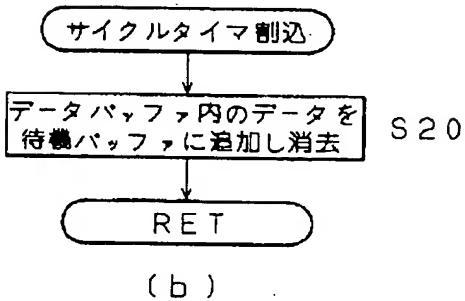 サイクルタイマ割込
データバッファ内のデータを
待機バッファに追加し消去
S20
RET
(b)